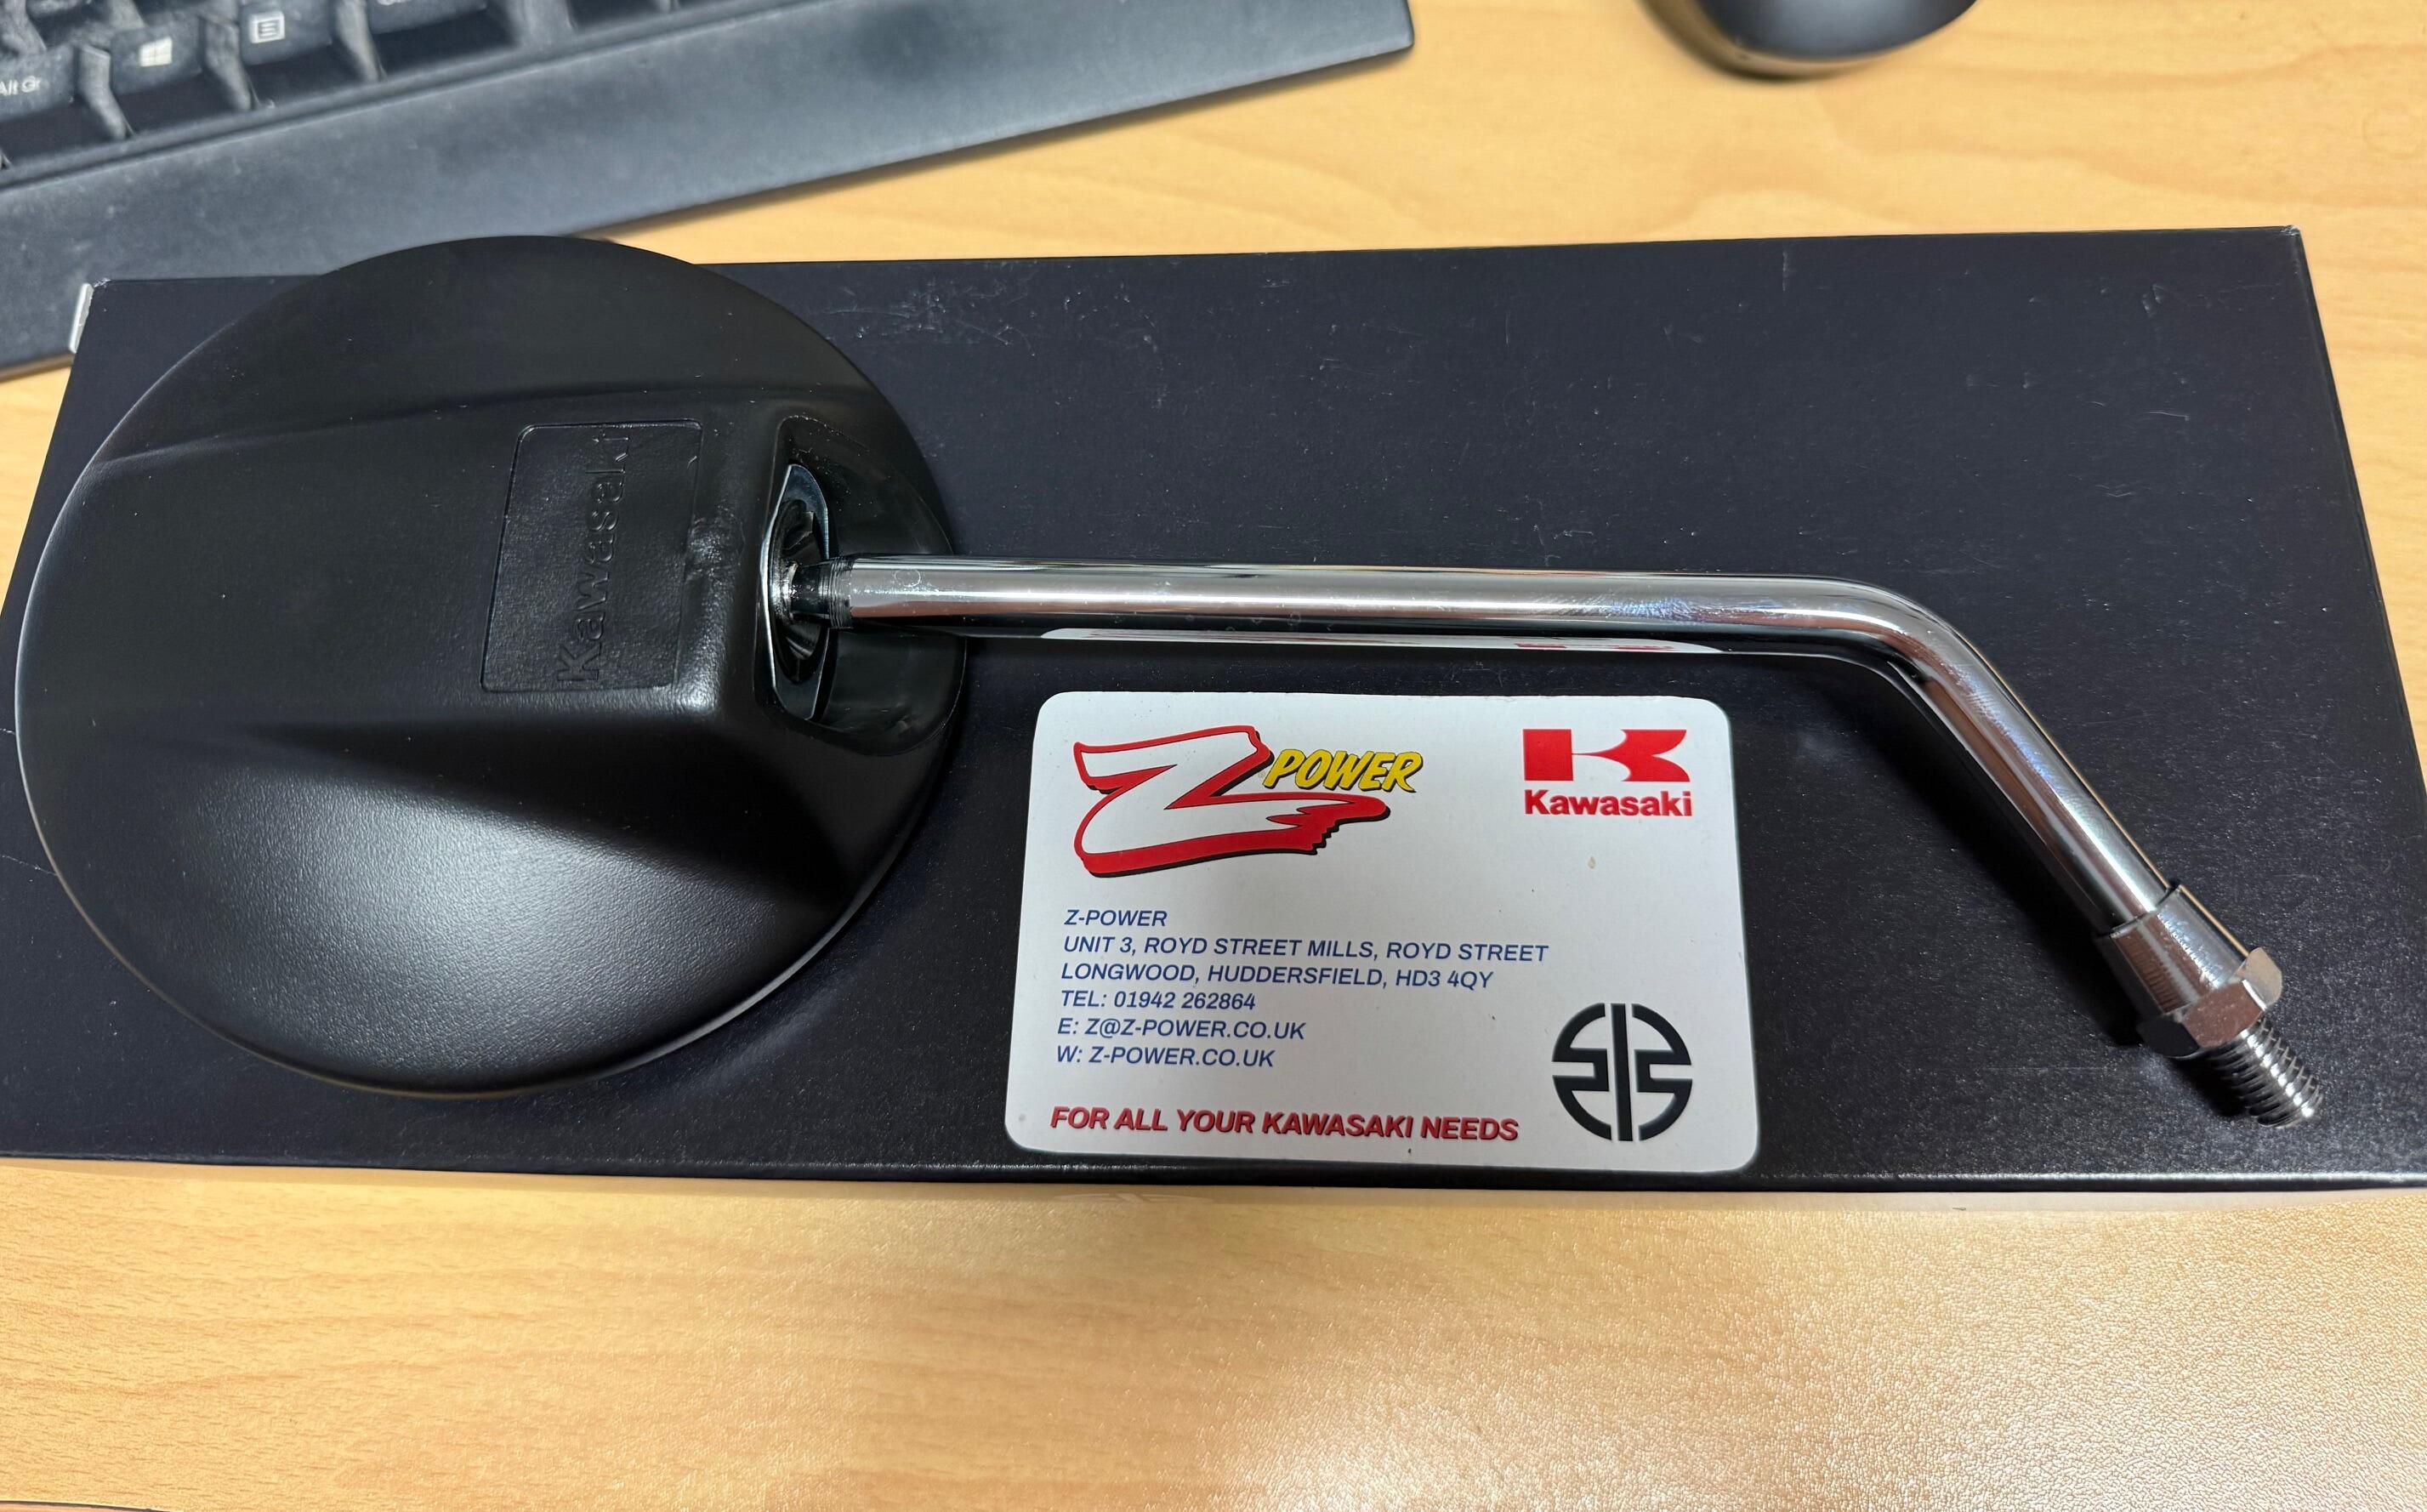 Alt Gr
Kawasaki
Z POWER
Kawasaki
Z-POWER
UNIT 3, ROYD STREET MILLS, ROYD STREET
LONGWOOD, HUDDERSFIELD, HD3 4QY
TEL: 01942 262864
E: Z@Z-POWER.CO.UK
W: Z-POWER.CO.UK
FOR ALL YOUR KAWASAKI NEEDS